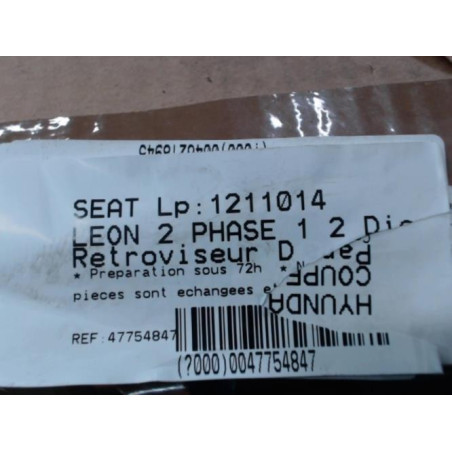 SEAT Lp:1211014
LEON 2 PHASE 1 2 Die
Retroviseur D
* Preparation sous 72h * N
pieces sont echangees e
REF:47754847
(?000)0047754847
HYUNDA
COUPE